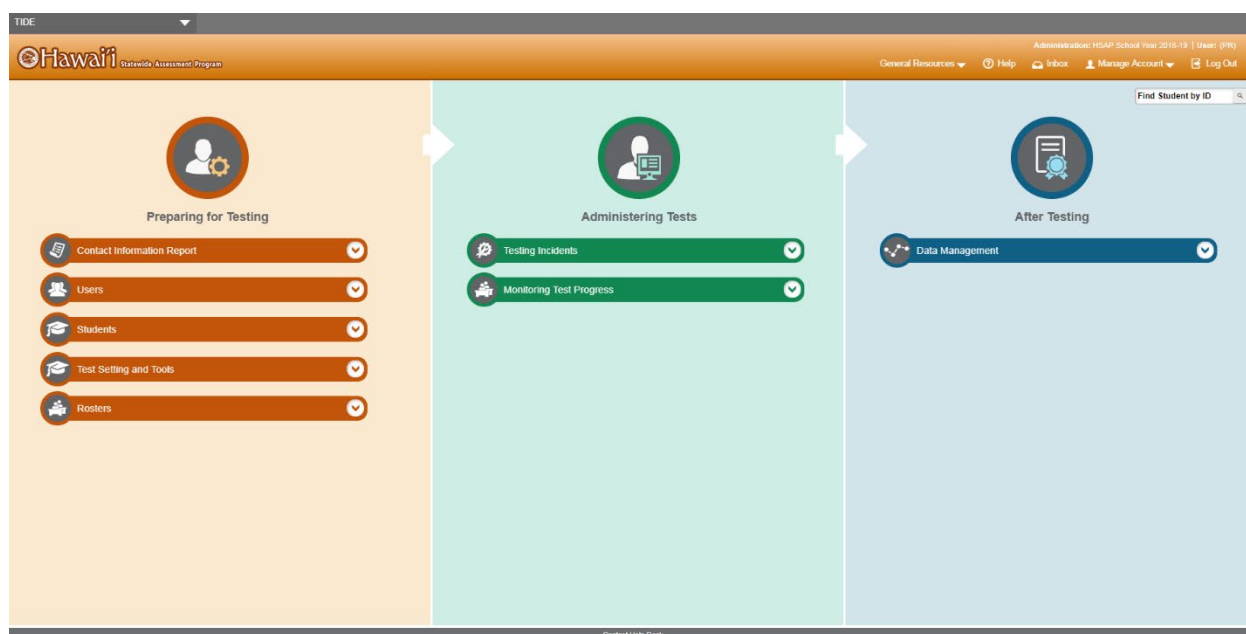 TIDE
Hawai'i Statewide Assessment Program
Administration: HSAP School Year 2018-19 | User: (PR)
General Resources Help Inbox Manage Account Log Out
Find Student by ID
Preparing for Testing
Administering Tests
After Testing
Contact Information Report
Testing Incidents
Data Management
Users
Monitoring Test Progress
Students
Test Setting and Tools
Rosters